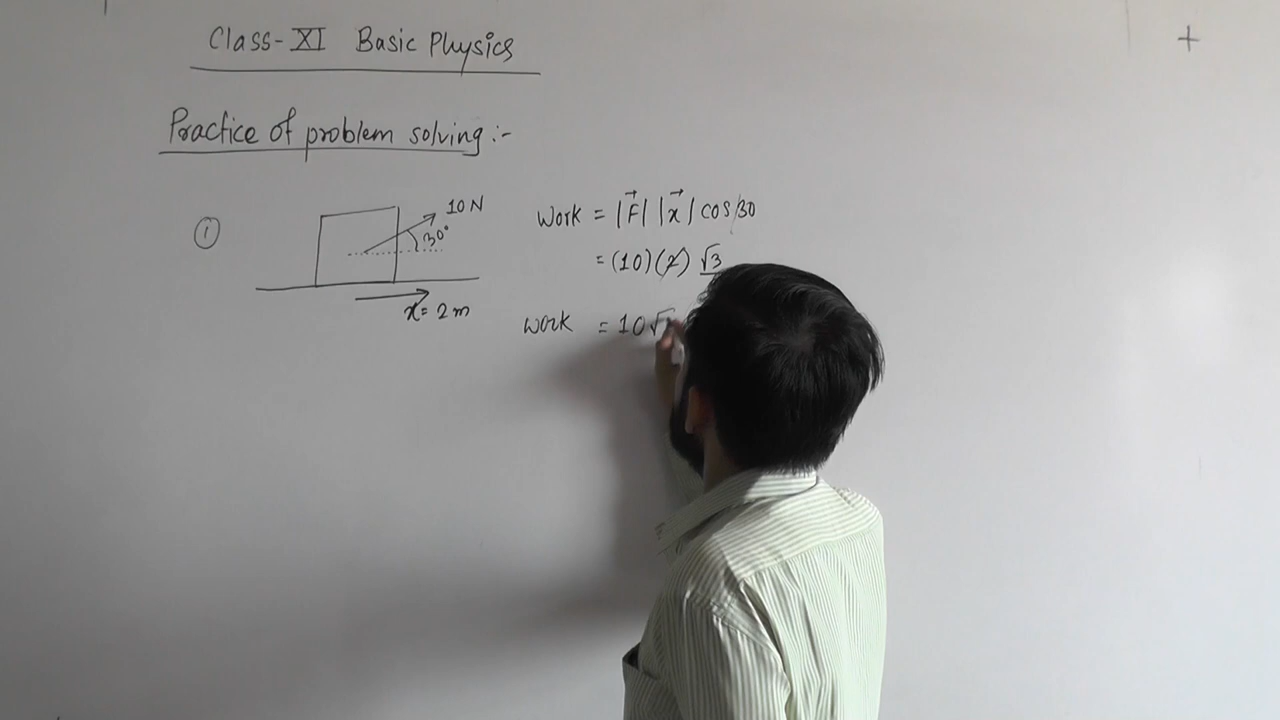 Class-XI Basic Physics
Practice of problem solving :-
① 10 N
30°
x = 2 m
Work = |F⃗| |x⃗| cos 30
= (10)(2) √3
work = 10√